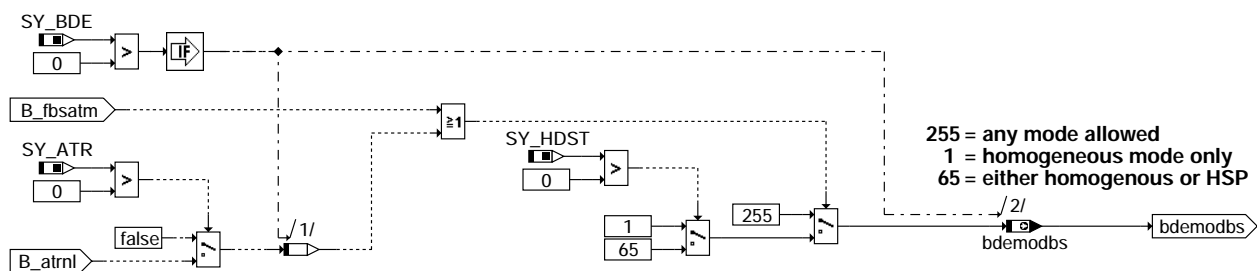 SY_BDE
>
0
IF
B_fbsatm
≥1
SY_ATR
>
0
false
B_atrnl
/1/
SY_HDST
>
0
1
65
255
255 = any mode allowed
1 = homogeneous mode only
65 = either homogenous or HSP
/2/
bdemodbs
bdemodbs